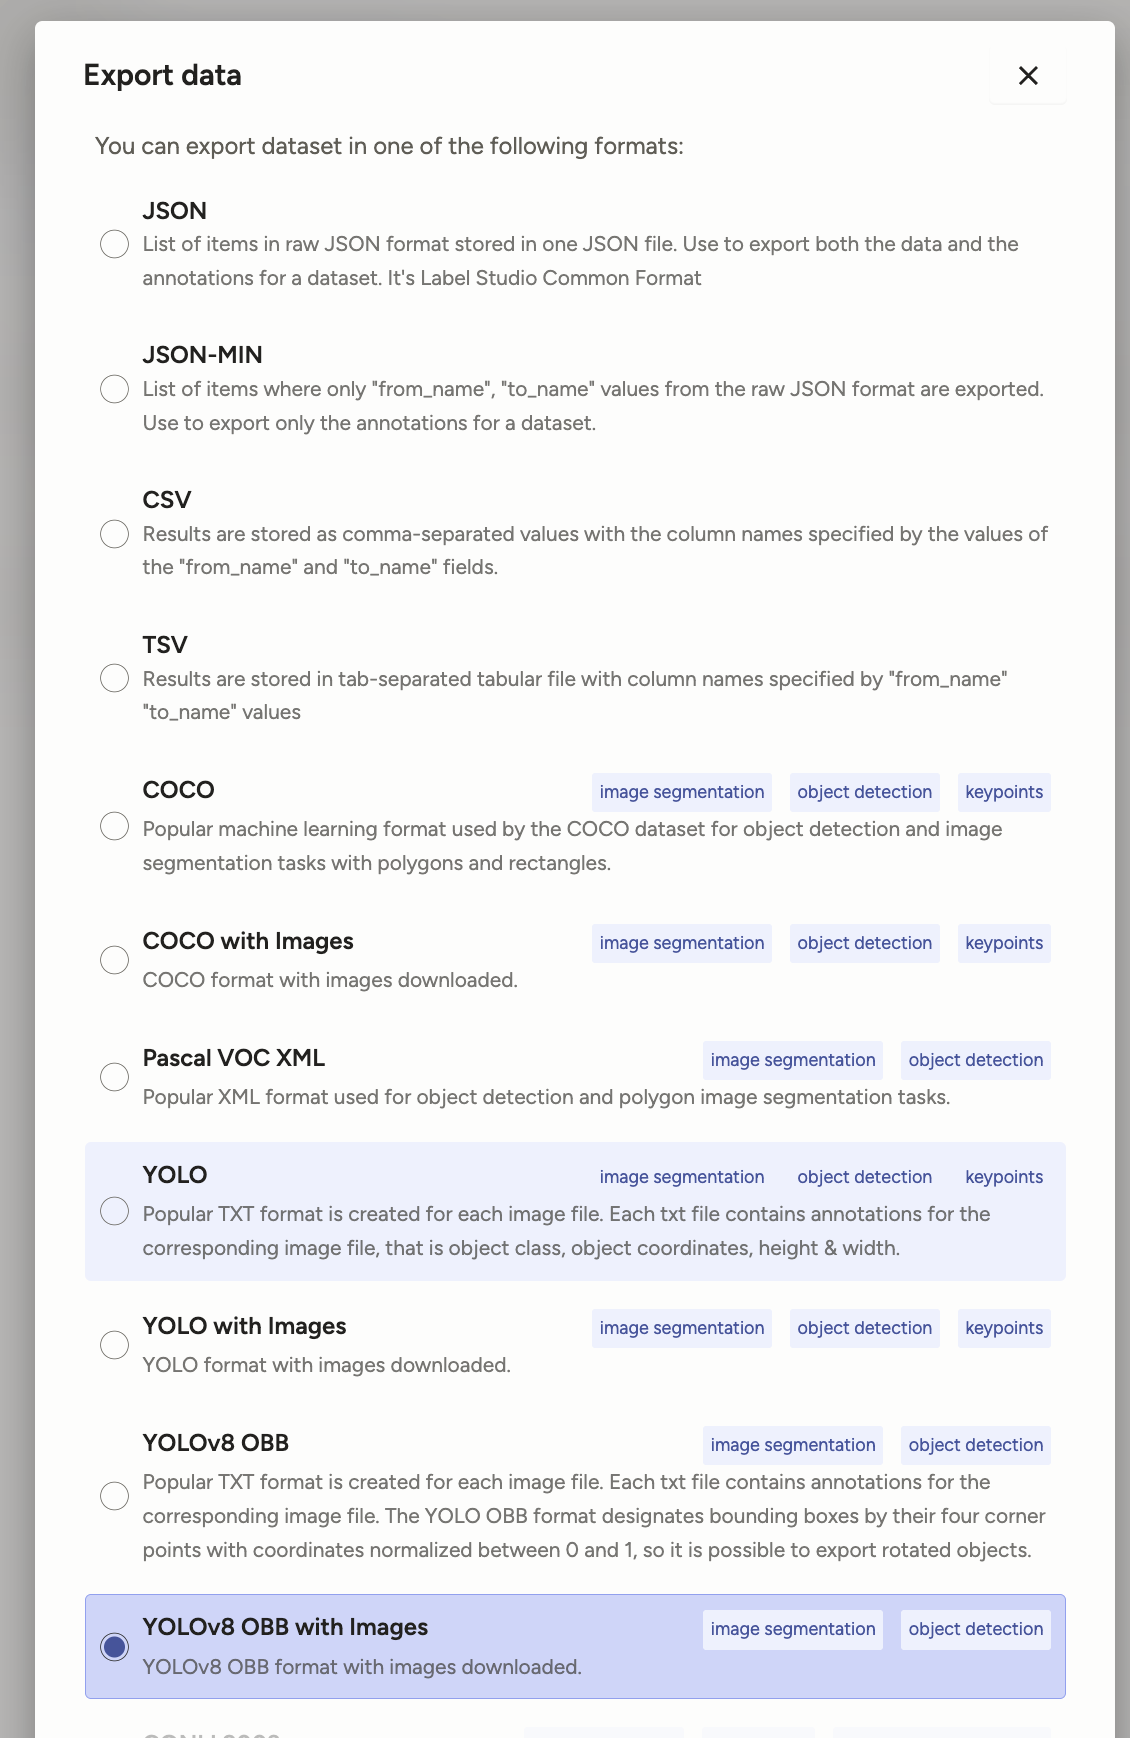 Export data
You can export dataset in one of the following formats:
JSON
List of items in raw JSON format stored in one JSON file. Use to export both the data and the
annotations for a dataset. It's Label Studio Common Format
JSON-MIN
List of items where only "from_name", "to_name" values from the raw JSON format are exported.
Use to export only the annotations for a dataset.
CSV
Results are stored as comma-separated values with the column names specified by the values of
the "from_name" and "to_name" fields.
TSV
Results are stored in tab-separated tabular file with column names specified by "from_name"
"to_name" values
COCO image segmentation object detection keypoints
Popular machine learning format used by the COCO dataset for object detection and image
segmentation tasks with polygons and rectangles.
COCO with Images image segmentation object detection keypoints
COCO format with images downloaded.
Pascal VOC XML image segmentation object detection
Popular XML format used for object detection and polygon image segmentation tasks.
YOLO image segmentation object detection keypoints
Popular TXT format is created for each image file. Each txt file contains annotations for the
corresponding image file, that is object class, object coordinates, height & width.
YOLO with Images image segmentation object detection keypoints
YOLO format with images downloaded.
YOLOv8 OBB image segmentation object detection
Popular TXT format is created for each image file. Each txt file contains annotations for the
corresponding image file. The YOLO OBB format designates bounding boxes by their four corner
points with coordinates normalized between 0 and 1, so it is possible to export rotated objects.
YOLOv8 OBB with Images image segmentation object detection
YOLOv8 OBB format with images downloaded.